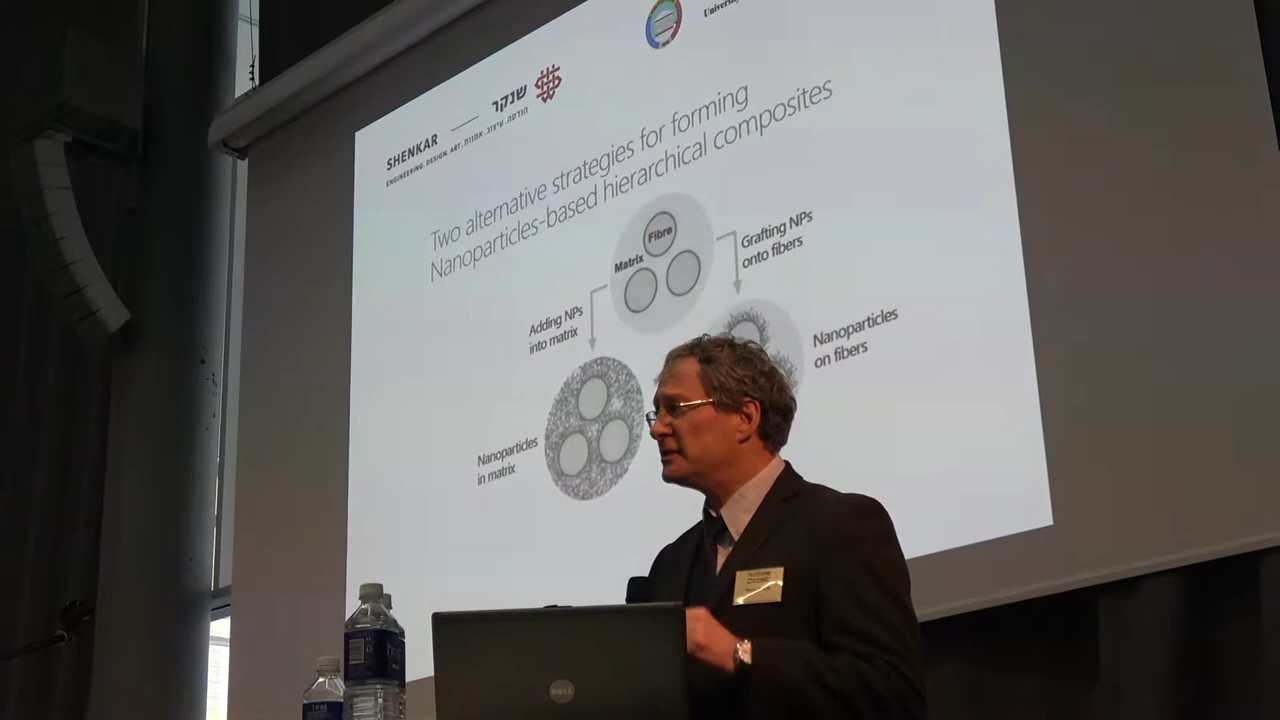 University
שנקר
הנדסה. עיצוב. אמנות.
SHENKAR
ENGINEERING. DESIGN. ART.
Two alternative strategies for forming
Nanoparticles-based hierarchical composites
Fibre
Matrix
Grafting NPs
onto fibers
Adding NPs
into matrix
Nanoparticles
on fibers
Nanoparticles
in matrix
DELL